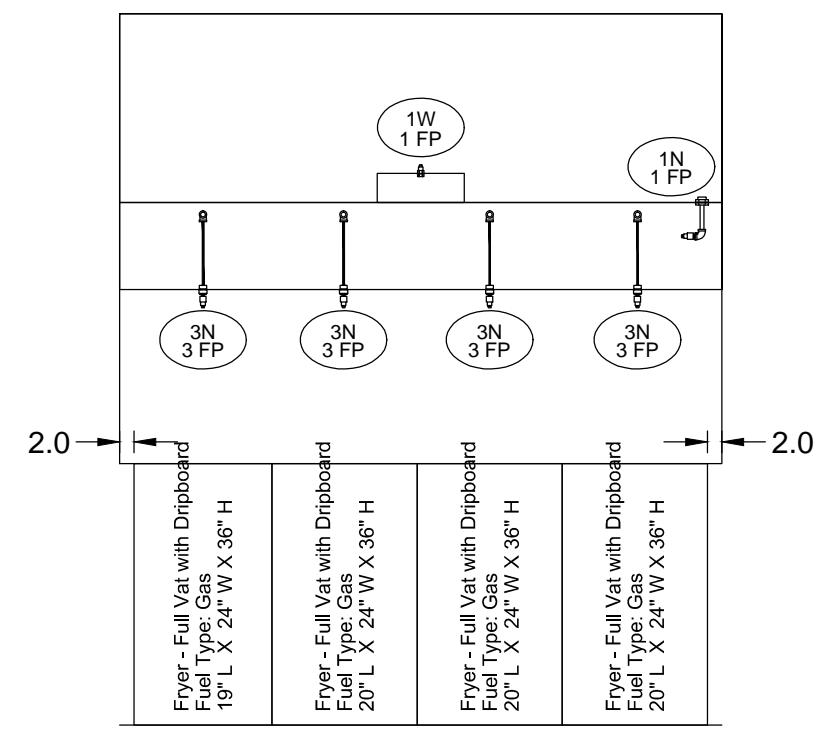 1W
1 FP
1N
1 FP
3N
3 FP
3N
3 FP
3N
3 FP
3N
3 FP
2.0
2.0
Fryer - Full Vat with Dripboard
Fuel Type: Gas
19" L X 24" W X 36" H
Fryer - Full Vat with Dripboard
Fuel Type: Gas
20" L X 24" W X 36" H
Fryer - Full Vat with Dripboard
Fuel Type: Gas
20" L X 24" W X 36" H
Fryer - Full Vat with Dripboard
Fuel Type: Gas
20" L X 24" W X 36" H